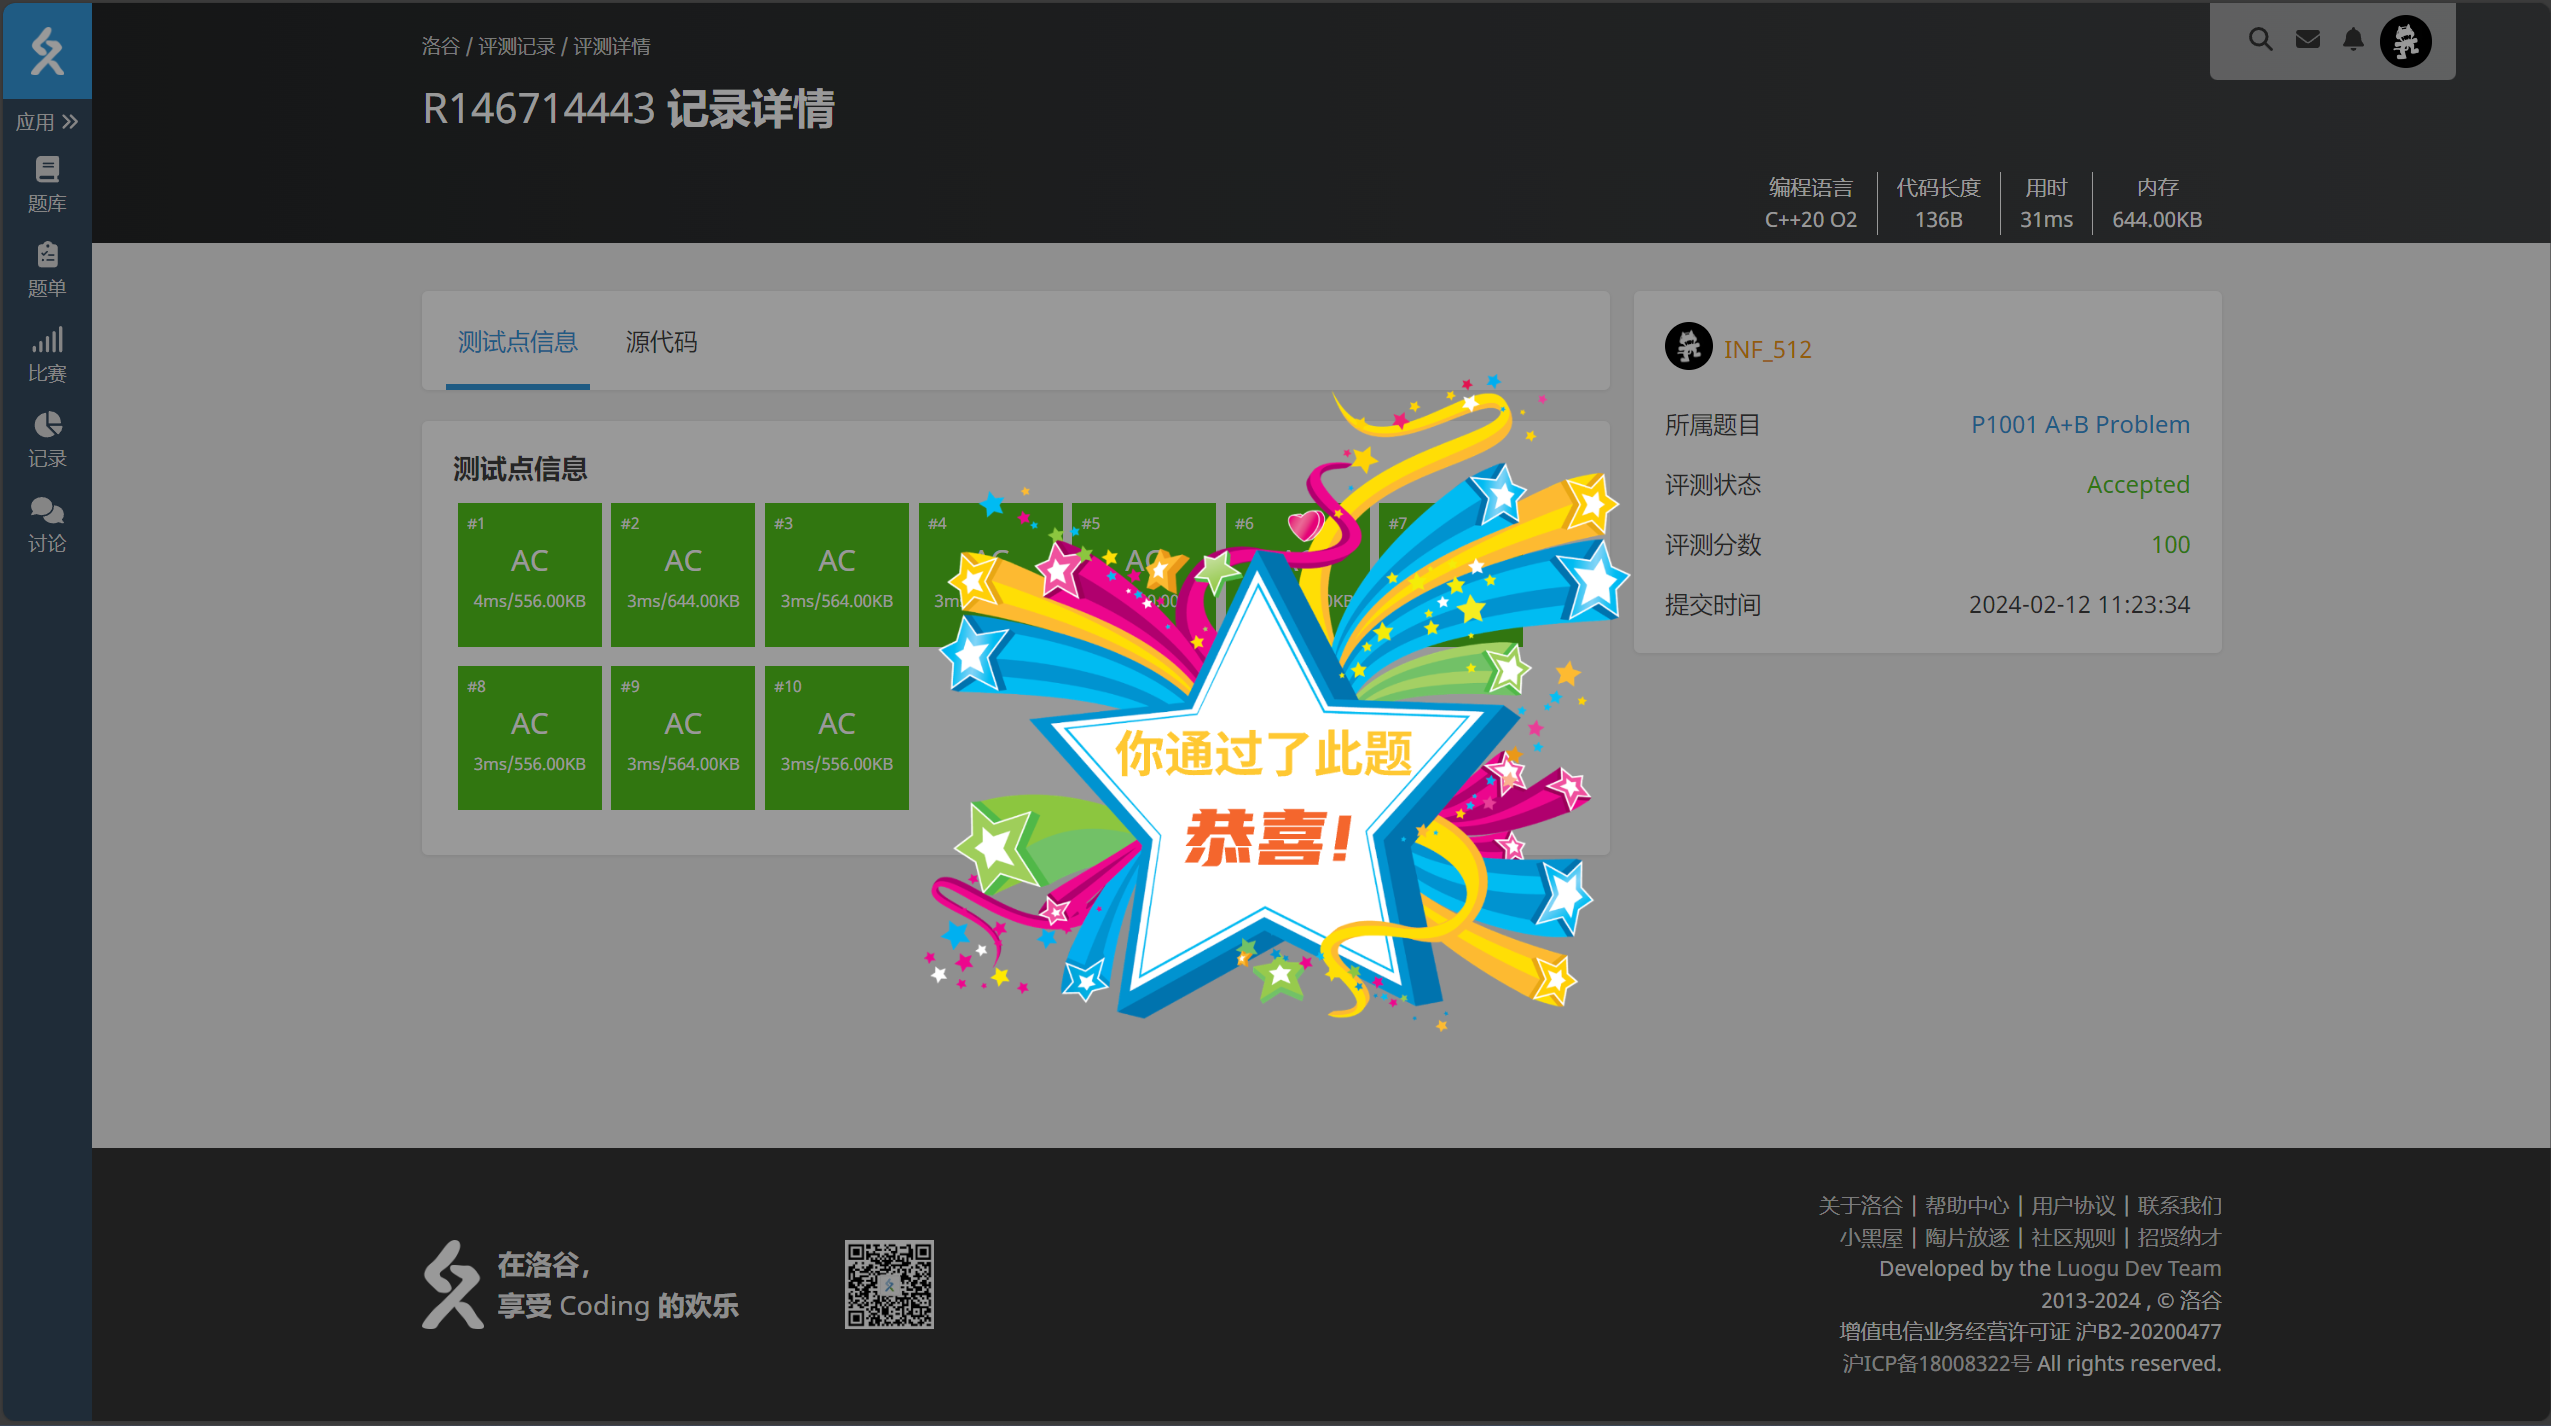 洛谷 / 评测记录 / 评测详情
R146714443 记录详情
编程语言
C++20 O2
代码长度
136B
用时
31ms
内存
644.00KB
应用
题库
题单
比赛
记录
讨论
测试点信息
源代码
测试点信息
#1
AC
4ms/556.00KB
#2
AC
3ms/644.00KB
#3
AC
3ms/564.00KB
#4
#5
#6
#7
#8
AC
3ms/556.00KB
#9
AC
3ms/564.00KB
#10
AC
3ms/556.00KB
你通过了此题
恭喜!
INF_512
所属题目 P1001 A+B Problem
评测状态 Accepted
评测分数 100
提交时间 2024-02-12 11:23:34
在洛谷，
享受 Coding 的欢乐
关于洛谷 | 帮助中心 | 用户协议 | 联系我们
小黑屋 | 陶片放逐 | 社区规则 | 招贤纳才
Developed by the Luogu Dev Team
2013-2024 , © 洛谷
增值电信业务经营许可证 沪B2-20200477
沪ICP备18008322号 All rights reserved.